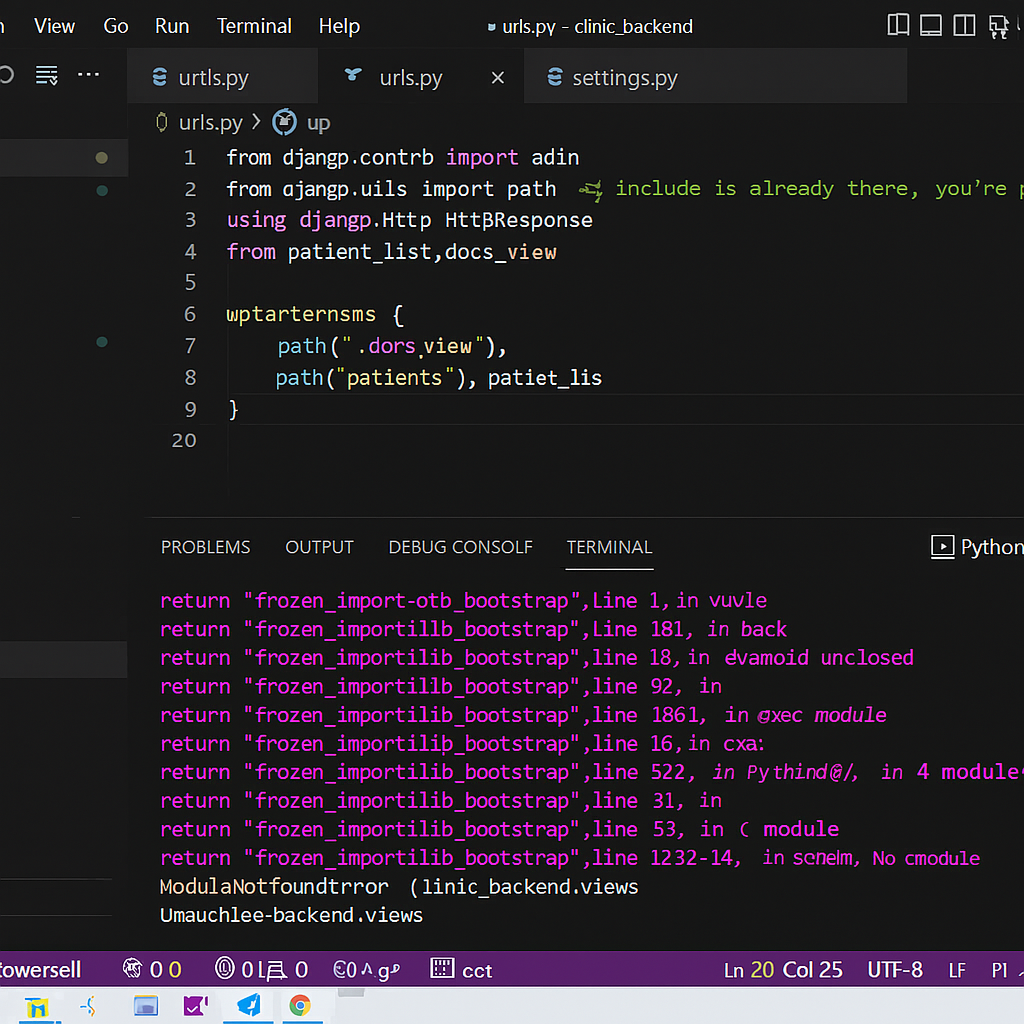 View Go Run Terminal Help urls.py - clinic_backend
urtls.py urls.py × settings.py
urls.py > up
1 from djangp.contrb import adin
2 from ajangp.uils import path include is already there, you're
3 using djangp.Http HttβResponse
4 from patient_list,docs_view
5
6 wptarternsms {
7 path(".dors.view"),
8 path("patients"), patiet_lis
9 }
20
PROBLEMS OUTPUT DEBUG CONSOLF TERMINAL Python
return "frozen_import-otb_bootstrap",Line 1, in vuvle
return "frozen_importillb_bootstrap",Line 181, in back
return "frozen_importilib_bootstrap",line 18, in evamoid unclosed
return "frozen_importilib_bootstrap",line 92, in
return "frozen_importilib_bootstrap",line 1861, in exec module
return "frozen_importilib_bootstrap",line 16, in cxa:
return "frozen_importilib_bootstrap",line 522, in Pythind@/, in 4 module
return "frozen_importilib_bootstrap",line 31, in
return "frozen_importilib_bootstrap",line 53, in ( module
return "frozen_importilib_bootstrap",line 1232-14, in senelm, No cmodule
ModulaNotfoundtrror (linic_backend.views
Umauchlee-backend.views
towersell 0 0 0 0 cct Ln 20 Col 25 UTF-8 LF PI